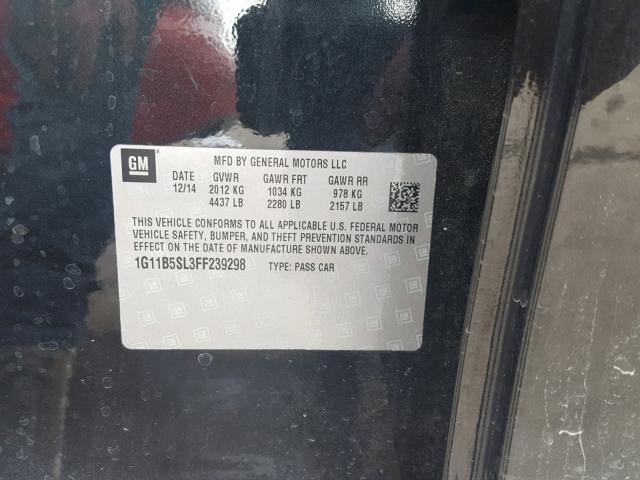 GM
MFD BY GENERAL MOTORS LLC
DATE GVWR GAWR FRT GAWR RR
12/14 2012 KG 1034 KG 978 KG
4437 LB 2280 LB 2157 LB
THIS VEHICLE CONFORMS TO ALL APPLICABLE U.S. FEDERAL MOTOR
VEHICLE SAFETY, BUMPER, AND THEFT PREVENTION STANDARDS IN
EFFECT ON THE DATE OF MANUFACTURE SHOWN ABOVE.
1G11B5SL3FF239298 TYPE: PASS CAR